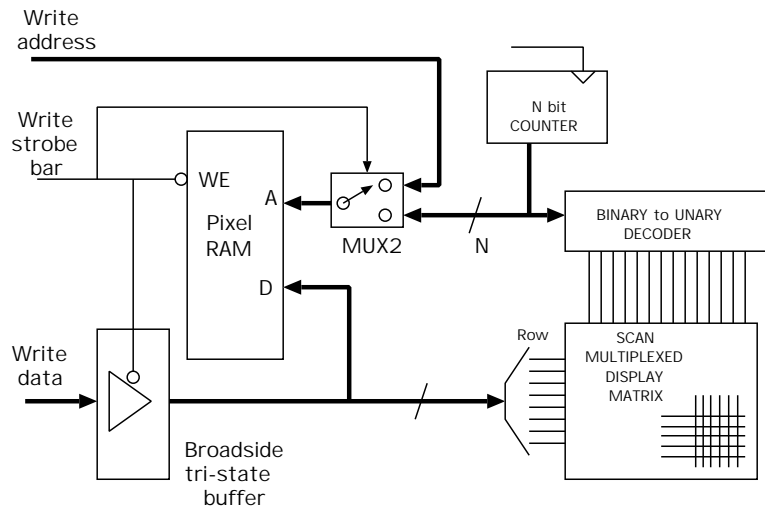 Write
address
Write
strobe
bar
WE
A
Pixel
RAM
D
MUX2
N bit
COUNTER
N
BINARY to UNARY
DECODER
Write
data
Broadside
tri-state
buffer
Row
SCAN
MULTIPLEXED
DISPLAY
MATRIX